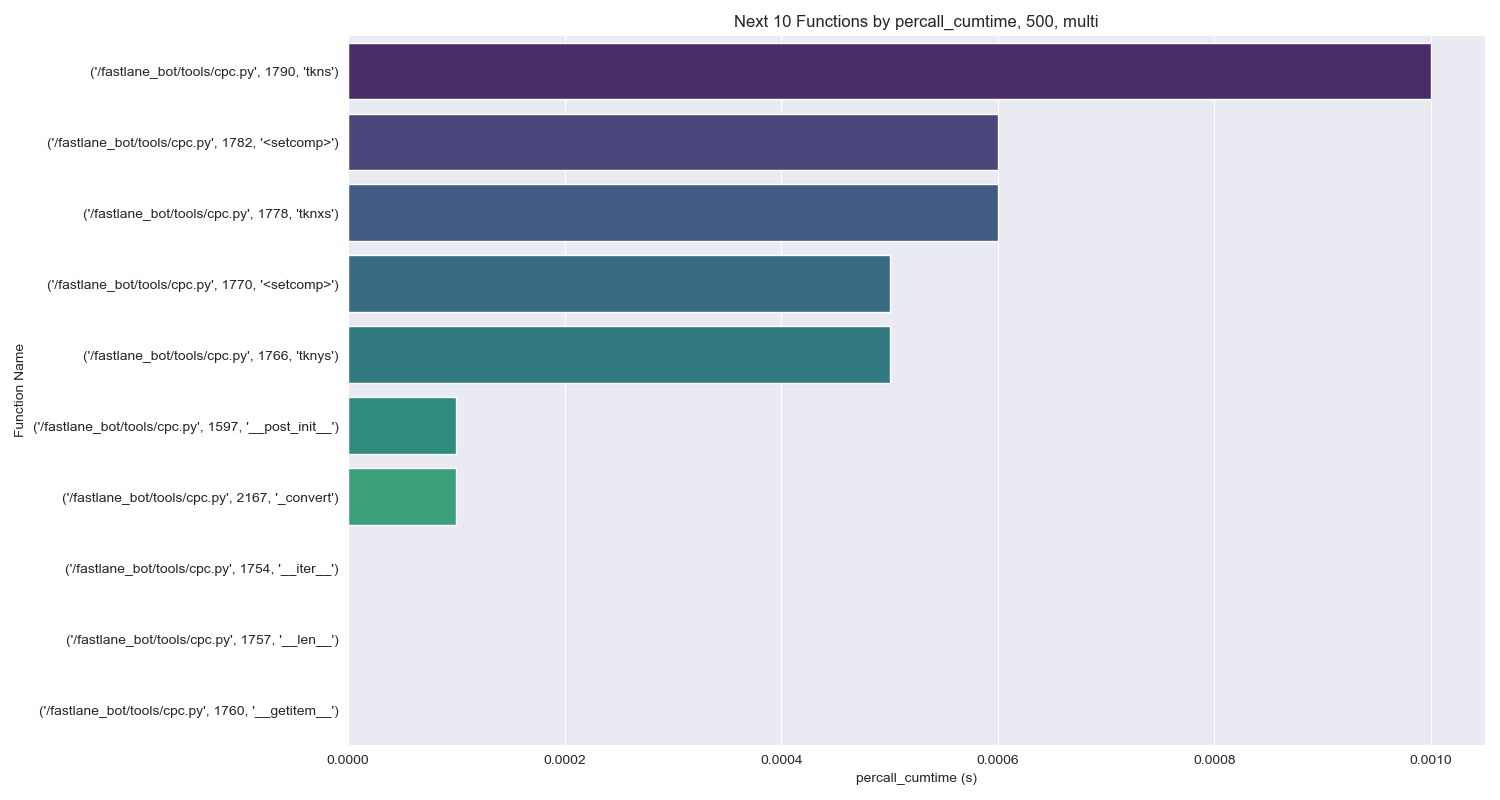 Next 10 Functions by percall_cumtime, 500, multi
Function Name
('/fastlane_bot/tools/cpc.py', 1790, 'tkns')
('/fastlane_bot/tools/cpc.py', 1782, '<setcomp>')
('/fastlane_bot/tools/cpc.py', 1778, 'tknxs')
('/fastlane_bot/tools/cpc.py', 1770, '<setcomp>')
('/fastlane_bot/tools/cpc.py', 1766, 'tknys')
('/fastlane_bot/tools/cpc.py', 1597, '__post_init__')
('/fastlane_bot/tools/cpc.py', 2167, '_convert')
('/fastlane_bot/tools/cpc.py', 1754, '__iter__')
('/fastlane_bot/tools/cpc.py', 1757, '__len__')
('/fastlane_bot/tools/cpc.py', 1760, '__getitem__')
0.0000 0.0002 0.0004 0.0006 0.0008 0.0010
percall_cumtime (s)